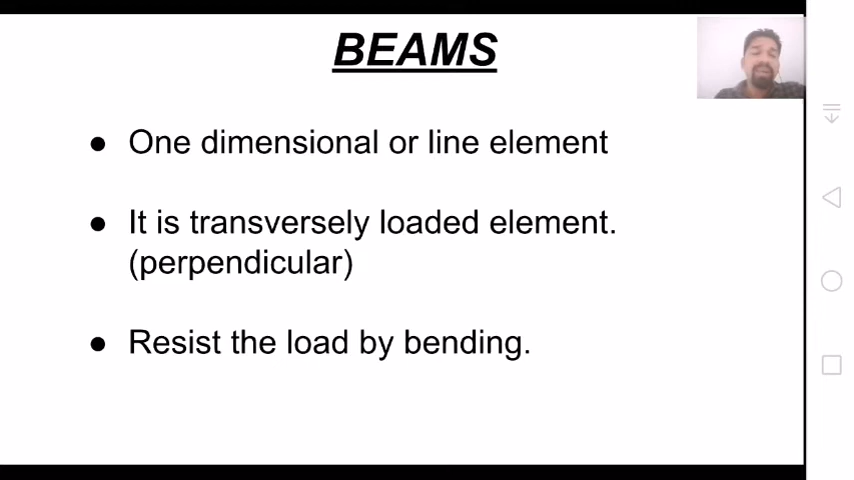 BEAMS
● One dimensional or line element
● It is transversely loaded element.
(perpendicular)
● Resist the load by bending.